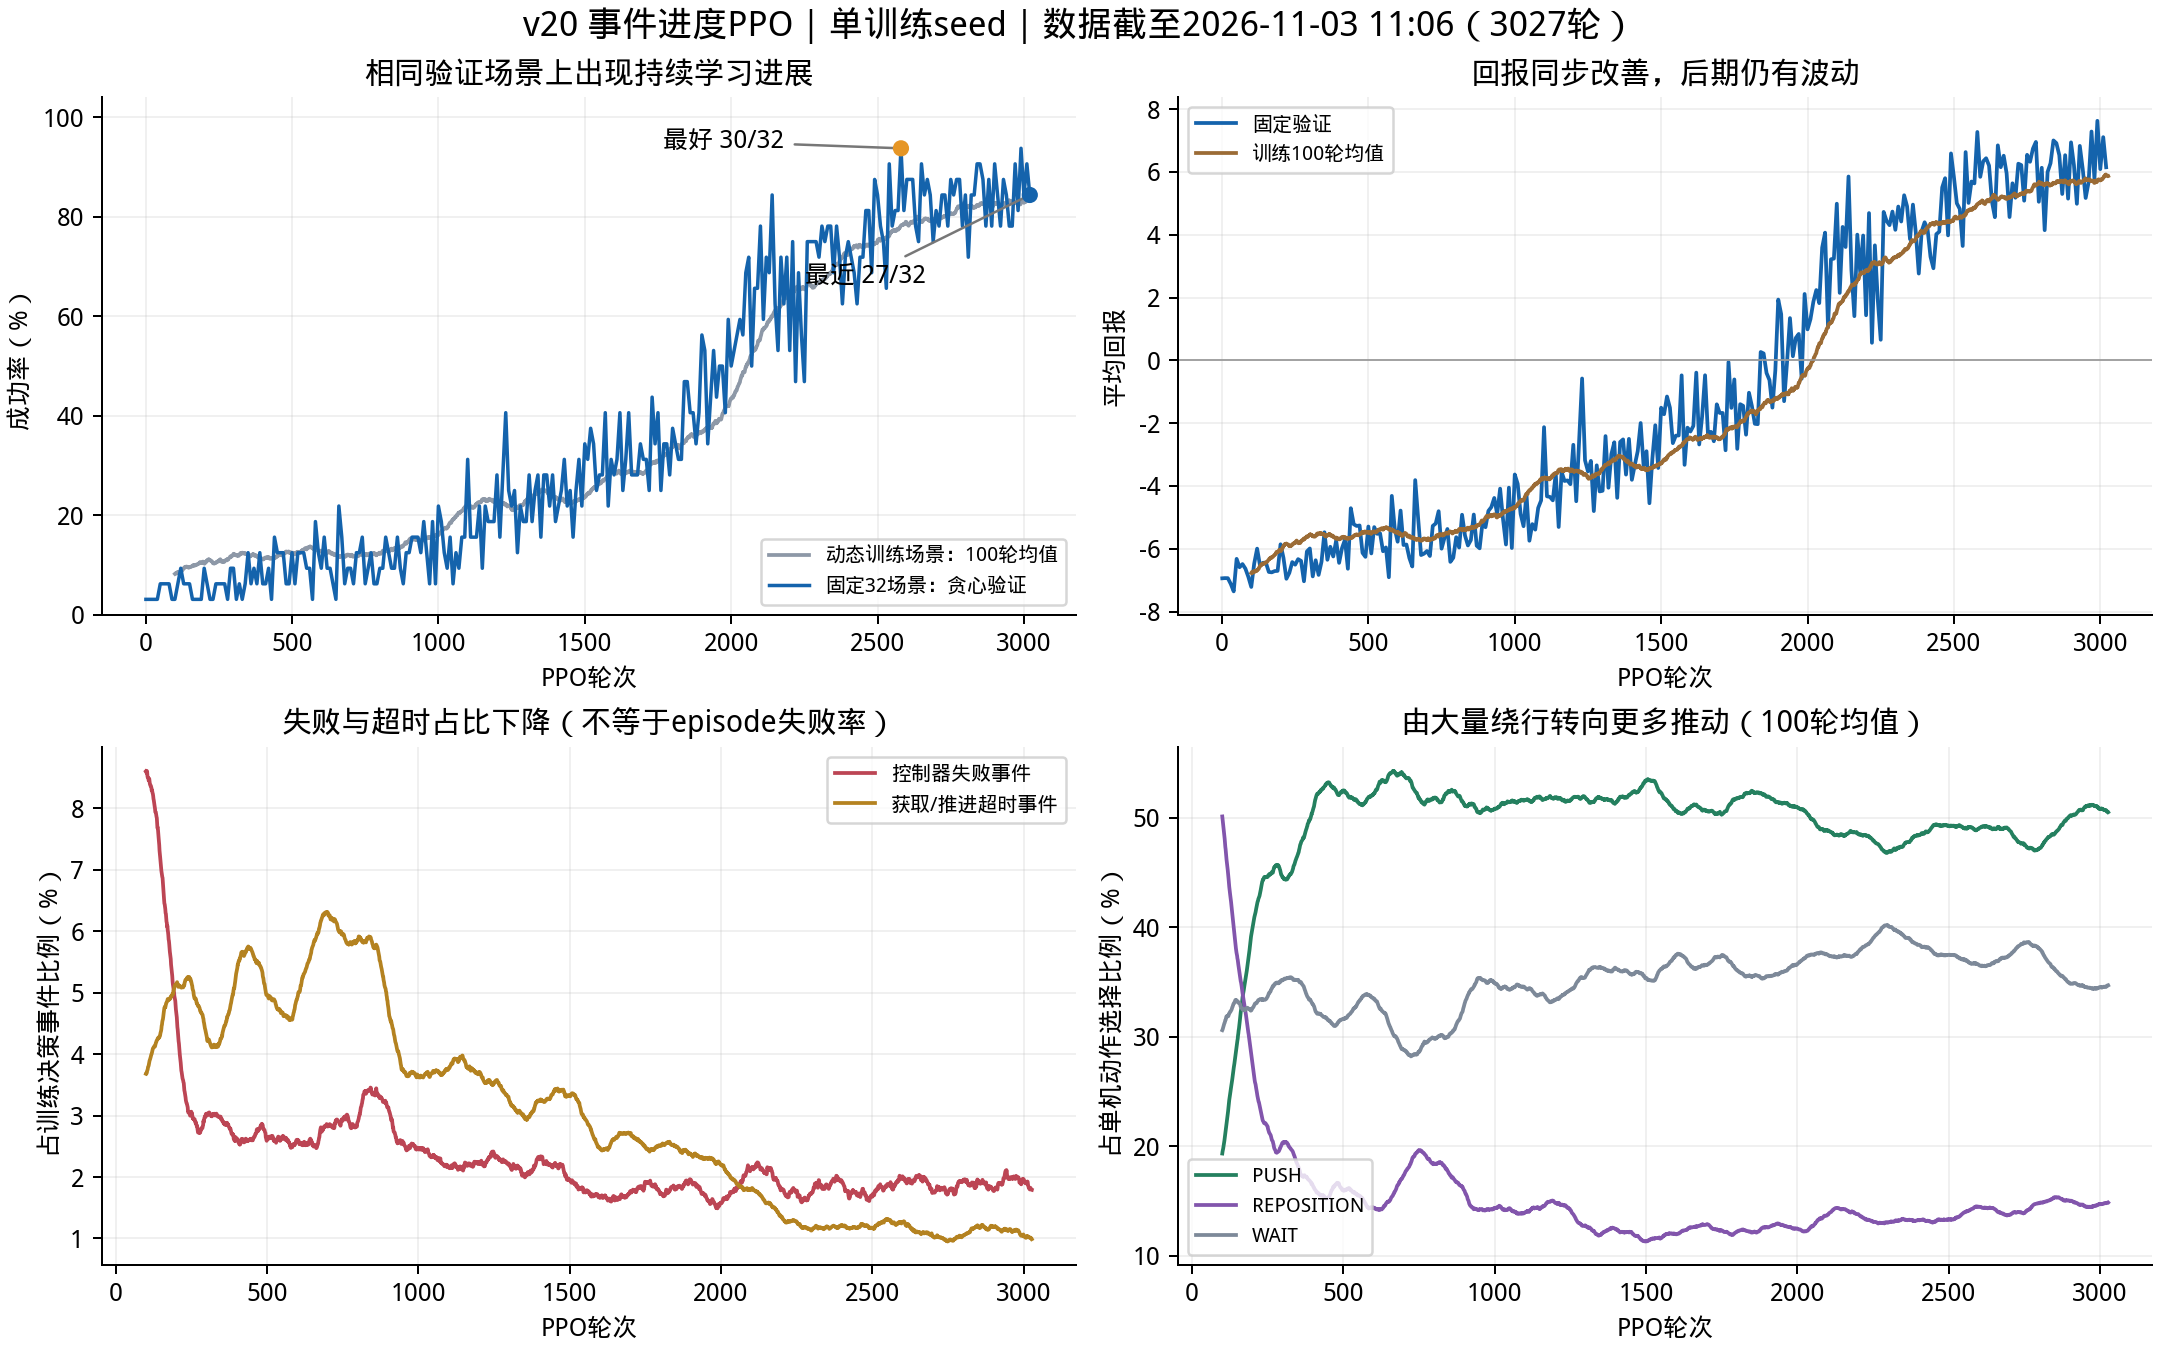 v20 事件进度PPO | 单训练seed | 数据截至2026-11-03 11:06（3027轮）
相同验证场景上出现持续学习进展
100
80
60
40
20
0
成功率（%）
最好 30/32
最近 27/32
动态训练场景：100轮均值
固定32场景：贪心验证
0 500 1000 1500 2000 2500 3000
PPO轮次
回报同步改善，后期仍有波动
8
6
4
2
0
-2
-4
-6
-8
平均回报
固定验证
训练100轮均值
0 500 1000 1500 2000 2500 3000
PPO轮次
失败与超时占比下降（不等于episode失败率）
8
7
6
5
4
3
2
1
占训练决策事件比例（%）
控制器失败事件
获取/推进超时事件
0 500 1000 1500 2000 2500 3000
PPO轮次
由大量绕行转向更多推动（100轮均值）
50
40
30
20
10
占单机动作选择比例（%）
PUSH
REPOSITION
WAIT
0 500 1000 1500 2000 2500 3000
PPO轮次